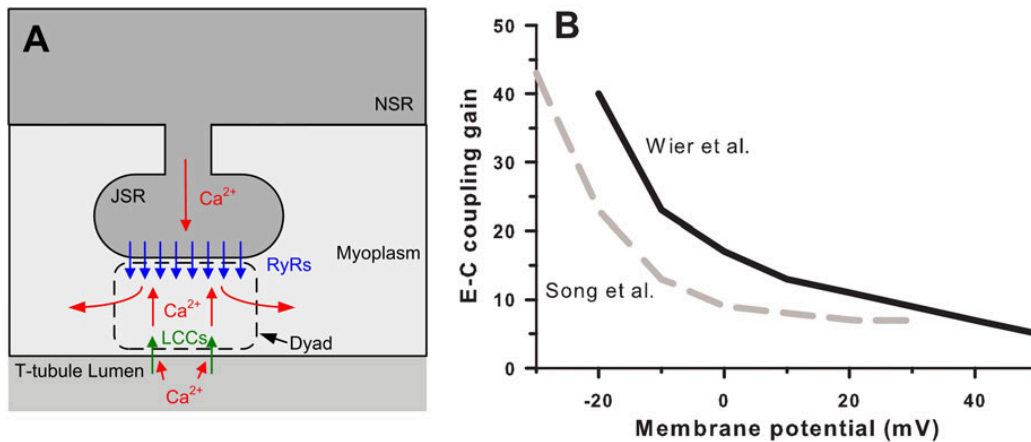 A
NSR
JSR
Ca2+
Myoplasm
RyRs
Ca2+
LCCs
Dyad
T-tubule Lumen
Ca2+
B
50
40
30
20
10
0
E-C coupling gain
Wier et al.
Song et al.
-20
0
20
40
Membrane potential (mV)